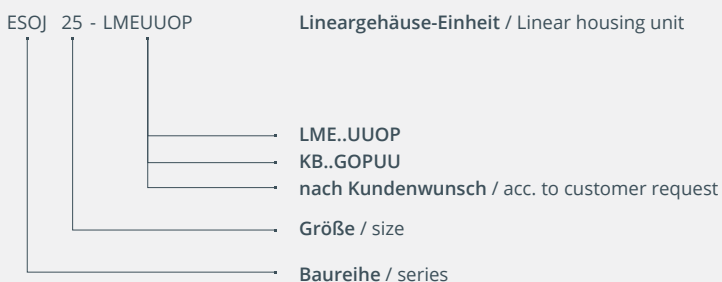 ESOJ 25 - LMEUUOP Lineargehäuse-Einheit / Linear housing unit
LME..UUOP
KB..GOPUU
nach Kundenwunsch / acc. to customer request
Größe / size
Baureihe / series